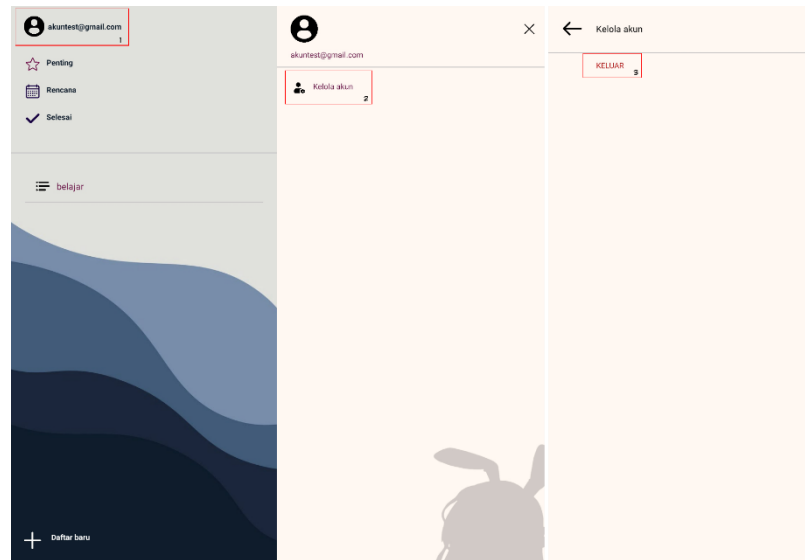 akuntest@gmail.com
1
Penting
Rencana
Selesai
belajar
Daftar baru
akuntest@gmail.com
Kelola akun
2
Kelola akun
KELUAR
3